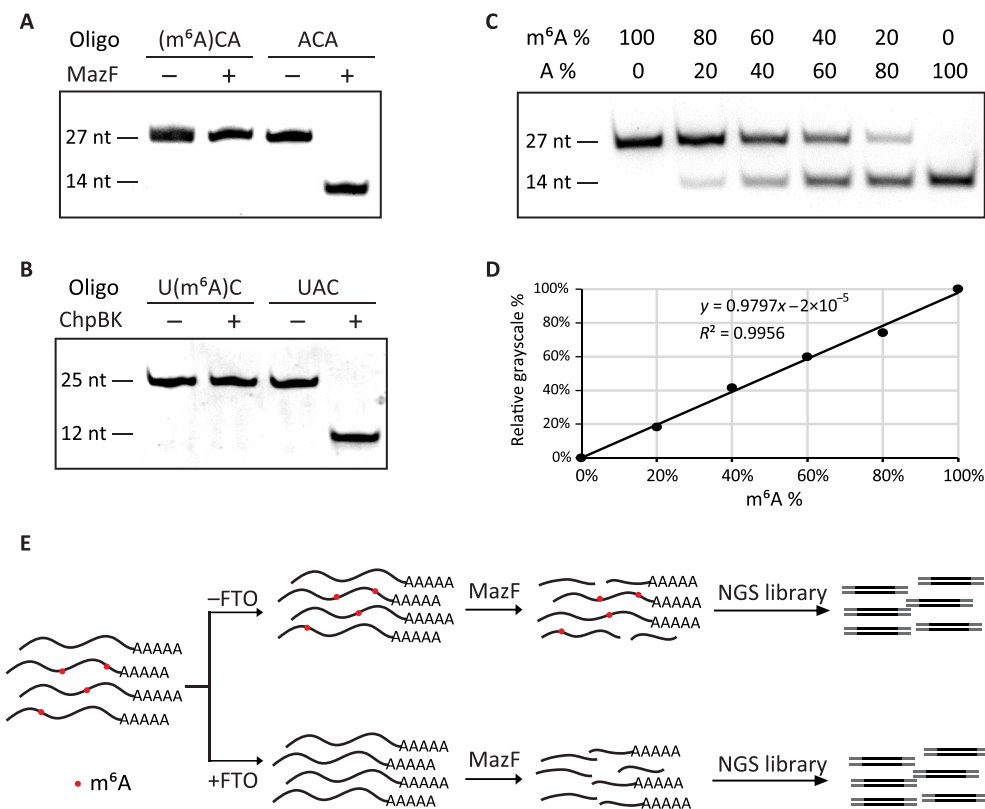 A
Oligo (m⁶A)CA ACA
MazF – + – +
27 nt
14 nt
B
Oligo U(m⁶A)C UAC
ChpBK – + – +
25 nt
12 nt
C
m⁶A % 100 80 60 40 20 0
A % 0 20 40 60 80 100
27 nt
14 nt
D
Relative grayscale %
100%
80%
60%
40%
20%
0%
y = 0.9797x – 2×10⁻⁵
R² = 0.9956
0% 20% 40% 60% 80% 100%
m⁶A %
E
AAAAA
AAAAA
AAAAA
AAAAA
m⁶A
–FTO
AAAAA
AAAAA
AAAAA
AAAAA
MazF
AAAAA
AAAAA
AAAAA
NGS library
+FTO
AAAAA
AAAAA
AAAAA
AAAAA
MazF
AAAAA
AAAAA
AAAAA
NGS library